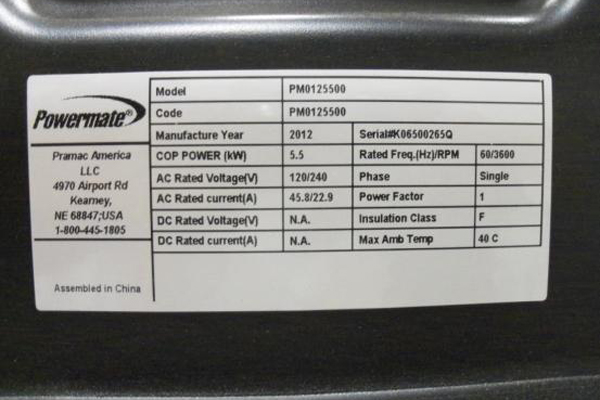 Powermate®
Pramac America
LLC
4970 Airport Rd
Kearney,
NE 68847;USA
1-800-445-1805
Assembled in China
Model PM0125500
Code PM0125500
Manufacture Year 2012 Serial#K06500265Q
COP POWER (kW) 5.5 Rated Freq.(Hz)/RPM 60/3600
AC Rated Voltage(V) 120/240 Phase Single
AC Rated current(A) 45.8/22.9 Power Factor 1
DC Rated Voltage(V) N.A. Insulation Class F
DC Rated current(A) N.A. Max Amb Temp 40 C